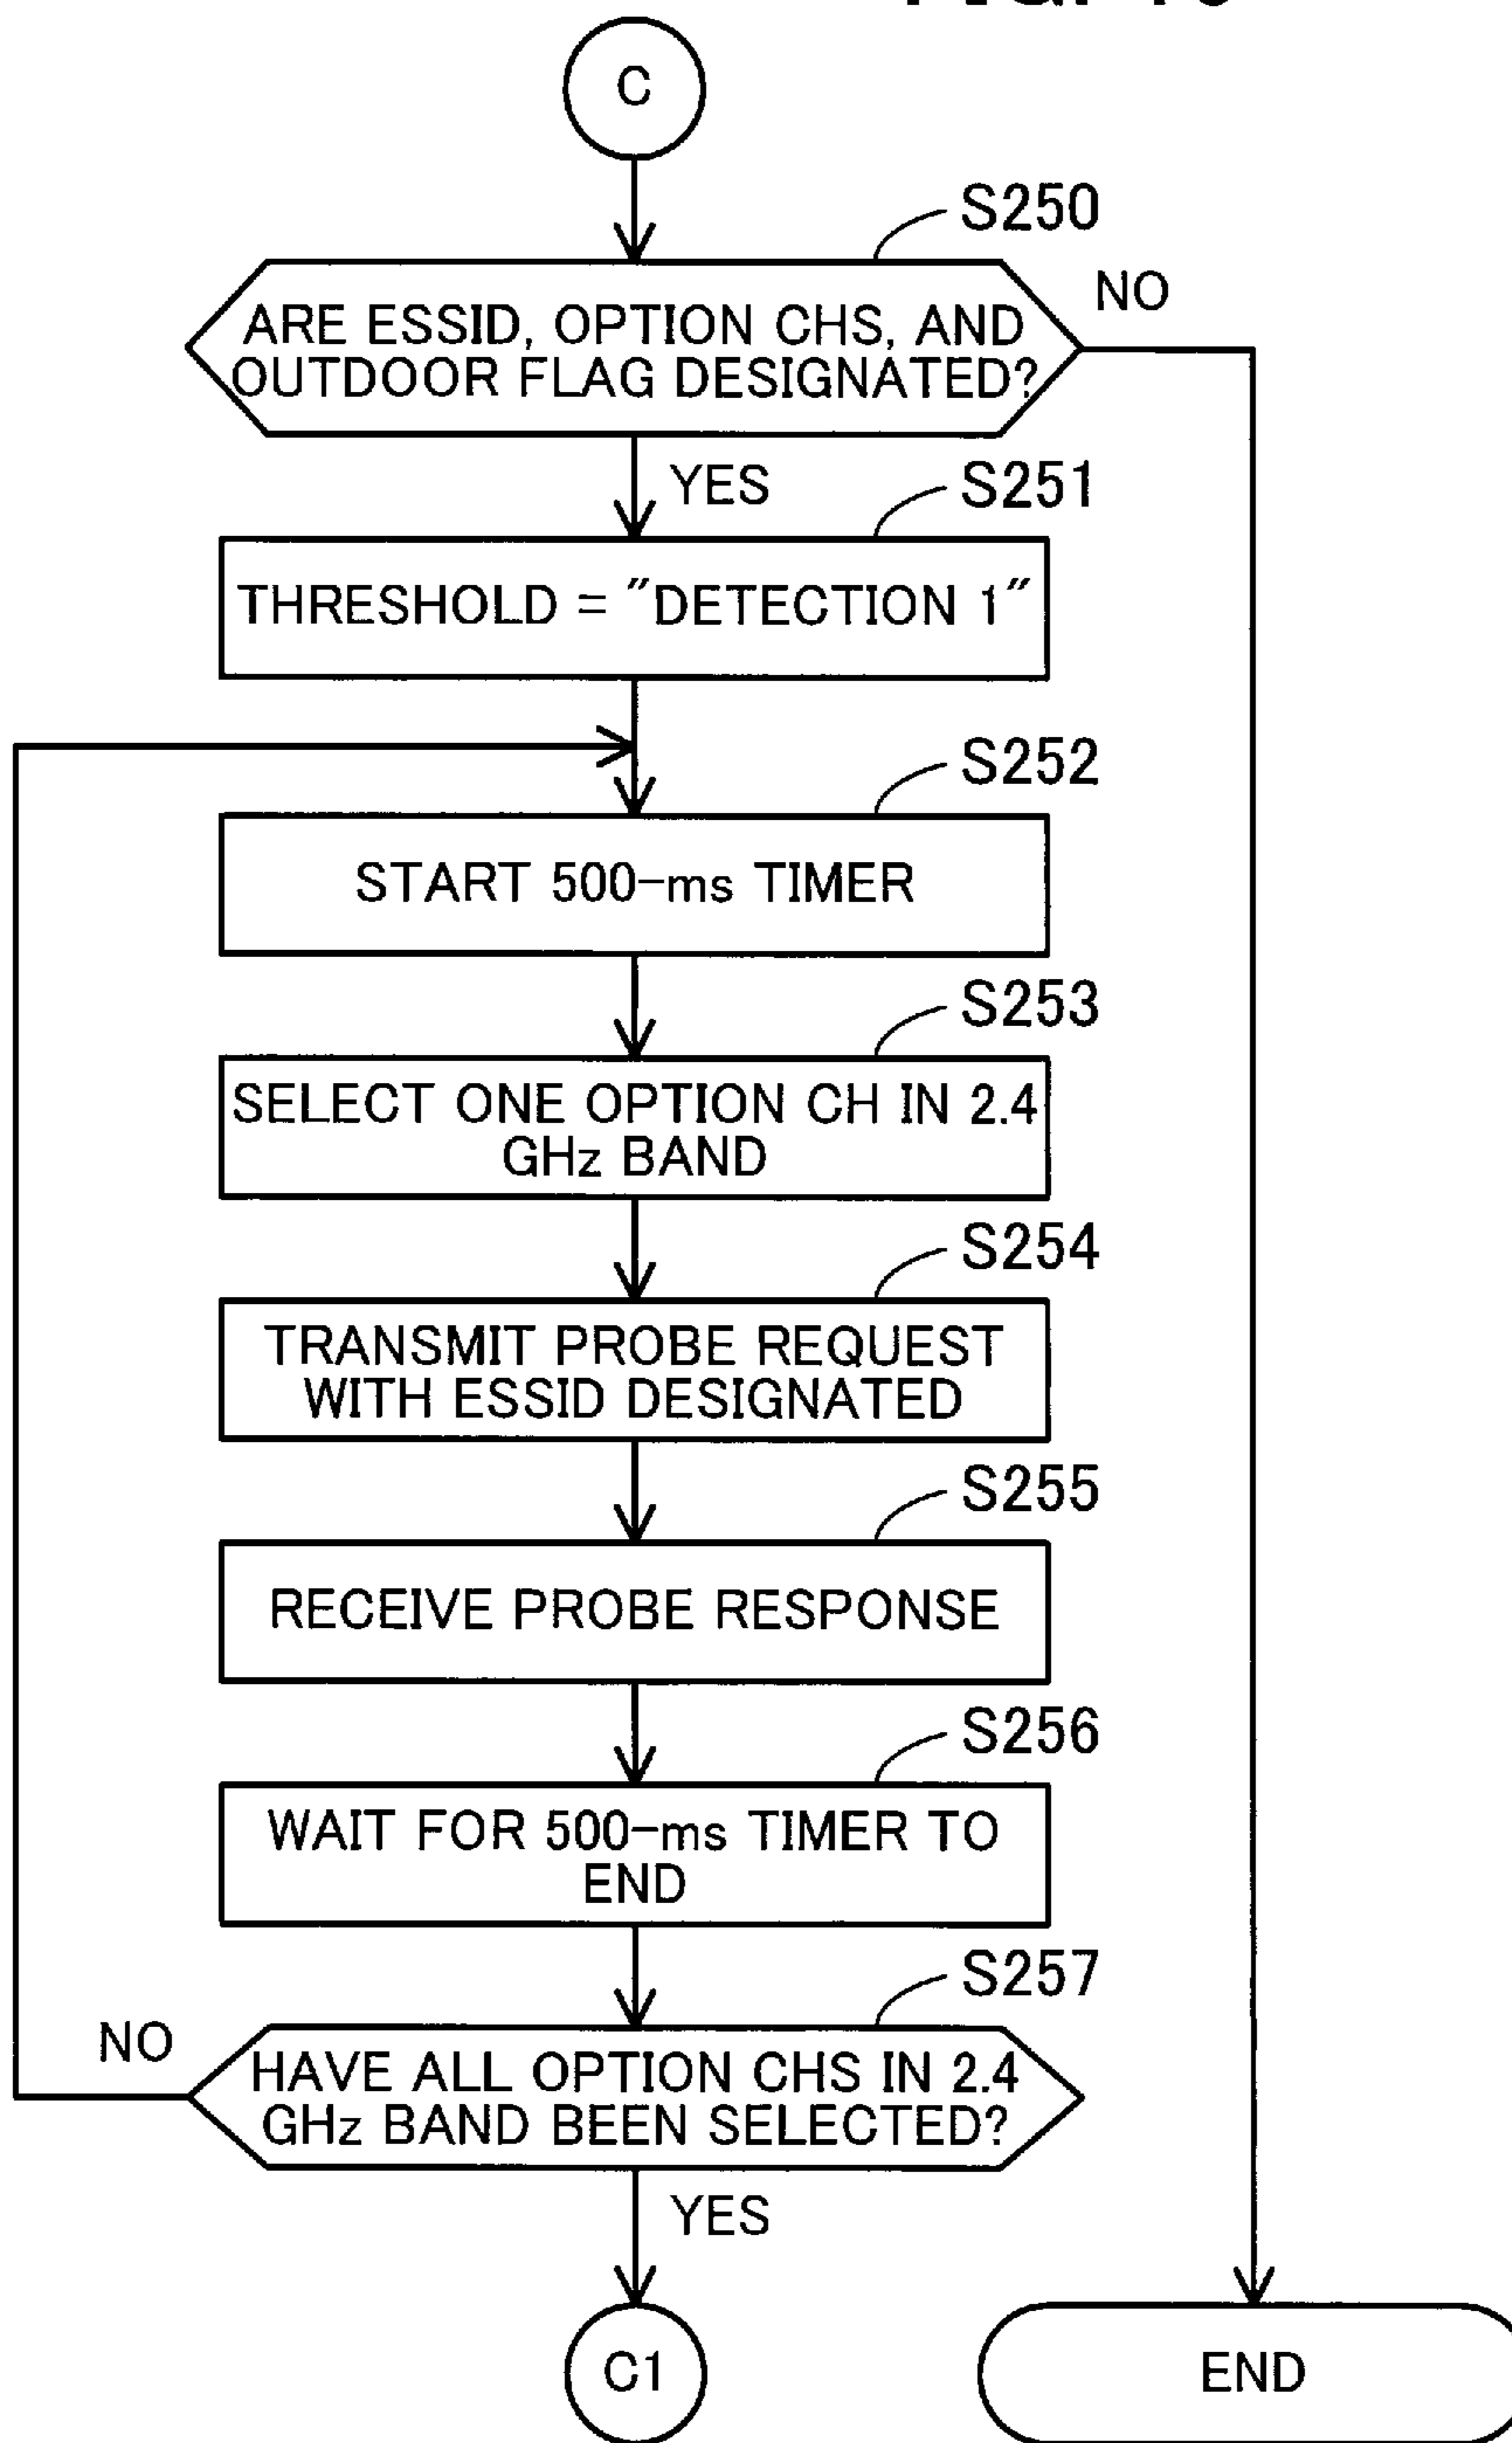 C
S250
NO
ARE ESSID, OPTION CHS, AND
OUTDOOR FLAG DESIGNATED?
YES
S251
THRESHOLD = "DETECTION 1"
S252
START 500-ms TIMER
S253
SELECT ONE OPTION CH IN 2.4
GHz BAND
S254
TRANSMIT PROBE REQUEST
WITH ESSID DESIGNATED
S255
RECEIVE PROBE RESPONSE
S256
WAIT FOR 500-ms TIMER TO
END
S257
NO
HAVE ALL OPTION CHS IN 2.4
GHz BAND BEEN SELECTED?
YES
C1
END